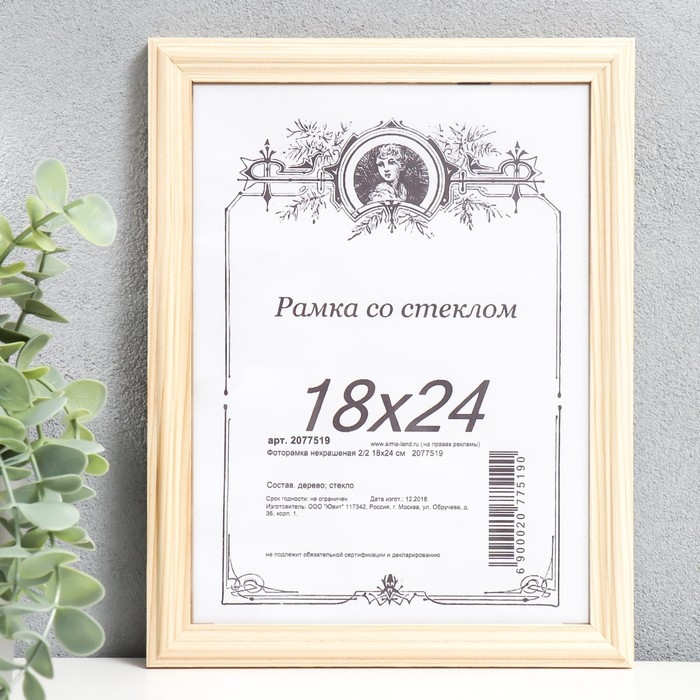 Рамка со стеклом
18х24
арт. 2077519 www.sima-land.ru (на правах рекламы)
Фоторамка некрашеная 2/2 18х24 см 2077519
Состав. дерево; стекло
Срок годности: не ограничен Дата изгот.: 12.2018
Изготовитель: ООО "Ювит" 117342, Россия, г. Москва, ул. Обручева, д.
36, корп. 1.
не подлежит обязательной сертификации и декларированию
6 900020 775190